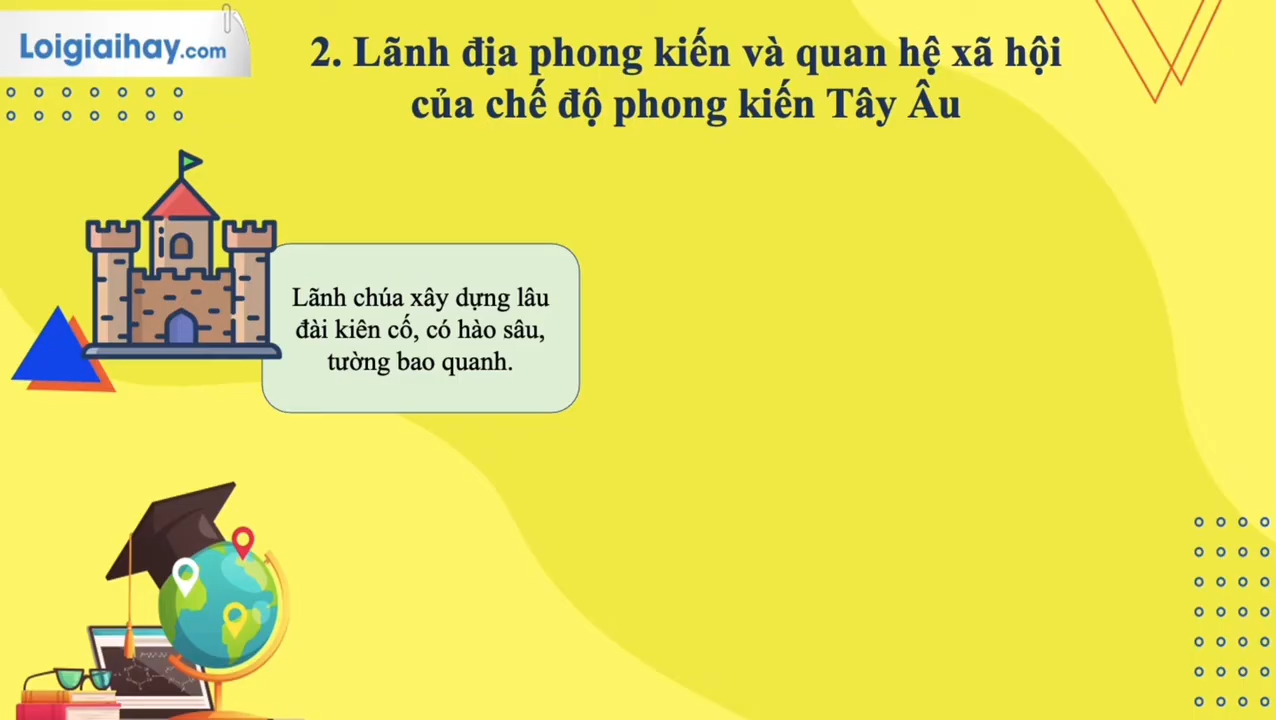 Loigiaihay.com
2. Lãnh địa phong kiến và quan hệ xã hội
của chế độ phong kiến Tây Âu
Lãnh chúa xây dựng lâu
đài kiên cố, có hào sâu,
tường bao quanh.